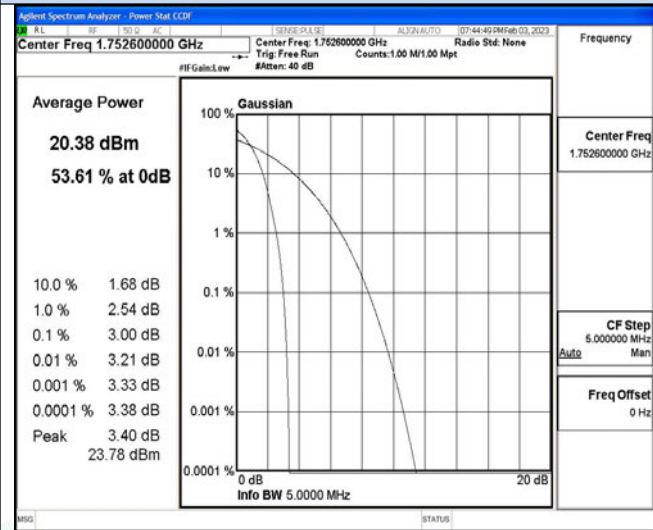 Agilent Spectrum Analyzer - Power Stat CCDF
RL RF 50 Ω AC SENSE:PULSE ALIGN AUTO 07:44:49 PM Feb 03, 2023
Center Freq 1.752600000 GHz
Center Freq: 1.752600000 GHz Radio Std: None
Trig: Free Run Counts:1.00 M/1.00 Mpt
#IFGain:Low #Atten: 40 dB
Frequency
Average Power
20.38 dBm
53.61 % at 0dB
10.0 % 1.68 dB
1.0 % 2.54 dB
0.1 % 3.00 dB
0.01 % 3.21 dB
0.001 % 3.33 dB
0.0001 % 3.38 dB
Peak 3.40 dB
23.78 dBm
Gaussian
100 %
10 %
1 %
0.1 %
0.01 %
0.001 %
0.0001 %
0 dB 20 dB
Info BW 5.0000 MHz
Center Freq
1.752600000 GHz
CF Step
5.000000 MHz
Auto Man
Freq Offset
0 Hz
MSG STATUS